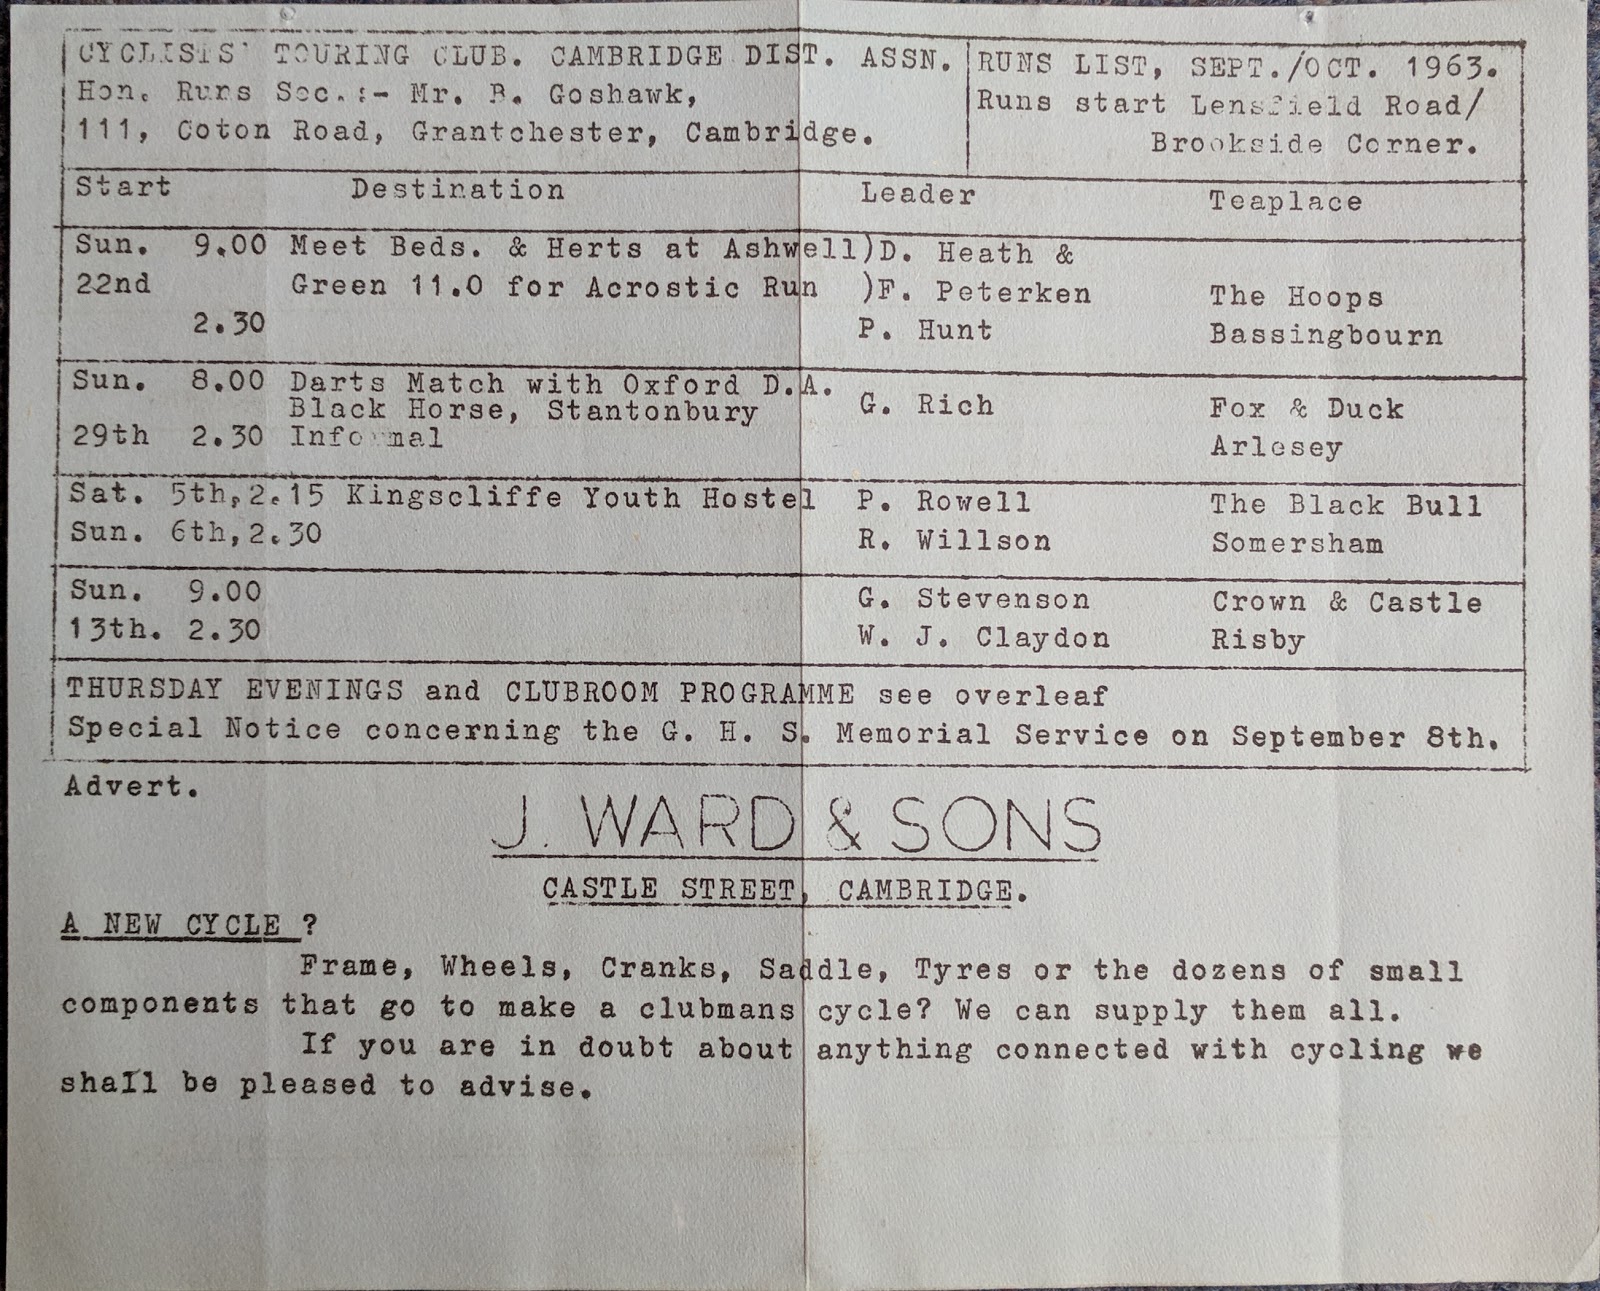 CYCLISTS' TOURING CLUB. CAMBRIDGE DIST. ASSN.
Hon. Runs Sec.:- Mr. B. Goshawk,
111, Coton Road, Grantchester, Cambridge.
RUNS LIST, SEPT./OCT. 1963.
Runs start Lensfield Road/
Brookside Corner.
Start Destination Leader Teaplace
Sun. 9.00 Meet Beds. & Herts at Ashwell)D. Heath &
22nd Green 11.0 for Acrostic Run )F. Peterken The Hoops
2.30 P. Hunt Bassingbourn
Sun. 8.00 Darts Match with Oxford D.A.
Black Horse, Stantonbury G. Rich Fox & Duck
29th 2.30 Informal Arlesey
Sat. 5th,2.15 Kingscliffe Youth Hostel P. Rowell The Black Bull
Sun. 6th,2.30 R. Willson Somersham
Sun. 9.00 G. Stevenson Crown & Castle
13th. 2.30 W. J. Claydon Risby
THURSDAY EVENINGS and CLUBROOM PROGRAMME see overleaf
Special Notice concerning the G. H. S. Memorial Service on September 8th.
Advert.
J. WARD & SONS
CASTLE STREET, CAMBRIDGE.
A NEW CYCLE ?
Frame, Wheels, Cranks, Saddle, Tyres or the dozens of small
components that go to make a clubmans cycle? We can supply them all.
If you are in doubt about anything connected with cycling we
shall be pleased to advise.